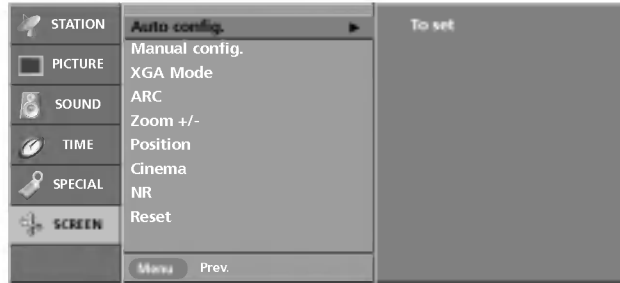 STATION
PICTURE
SOUND
TIME
SPECIAL
SCREEN
Auto config.
Manual config.
XGA Mode
ARC
Zoom +/-
Position
Cinema
NR
Reset
To set
Menu Prev.